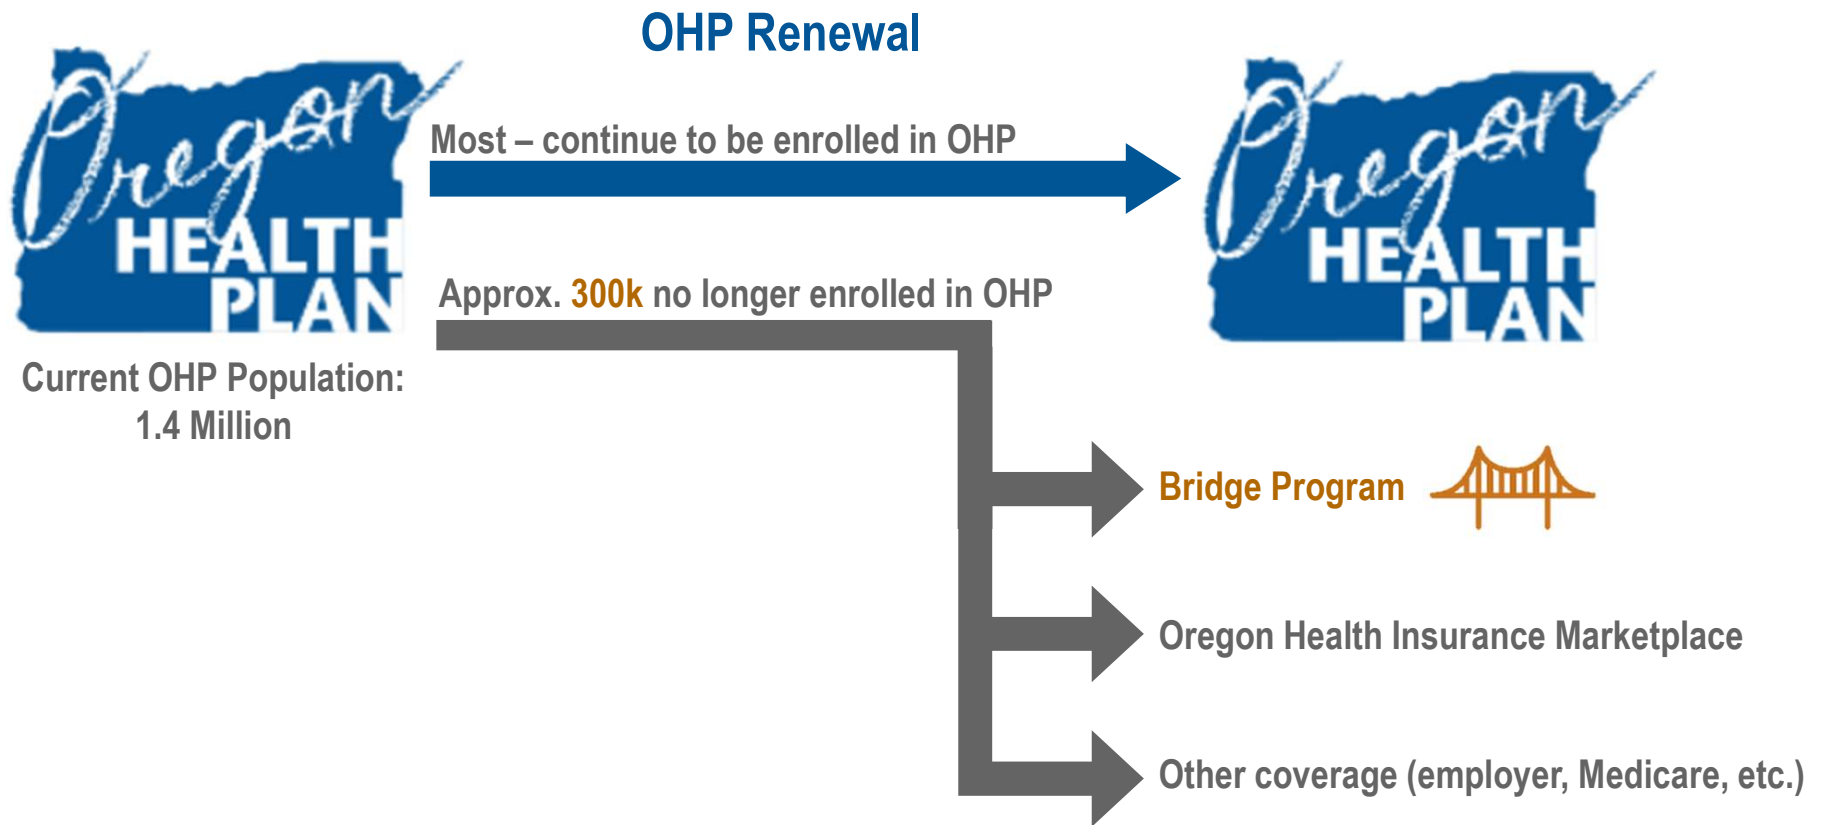 OHP Renewal
Oregon
HEALTH
PLAN
Current OHP Population:
1.4 Million
Most – continue to be enrolled in OHP
Approx. 300k no longer enrolled in OHP
Oregon
HEALTH
PLAN
Bridge Program
Oregon Health Insurance Marketplace
Other coverage (employer, Medicare, etc.)